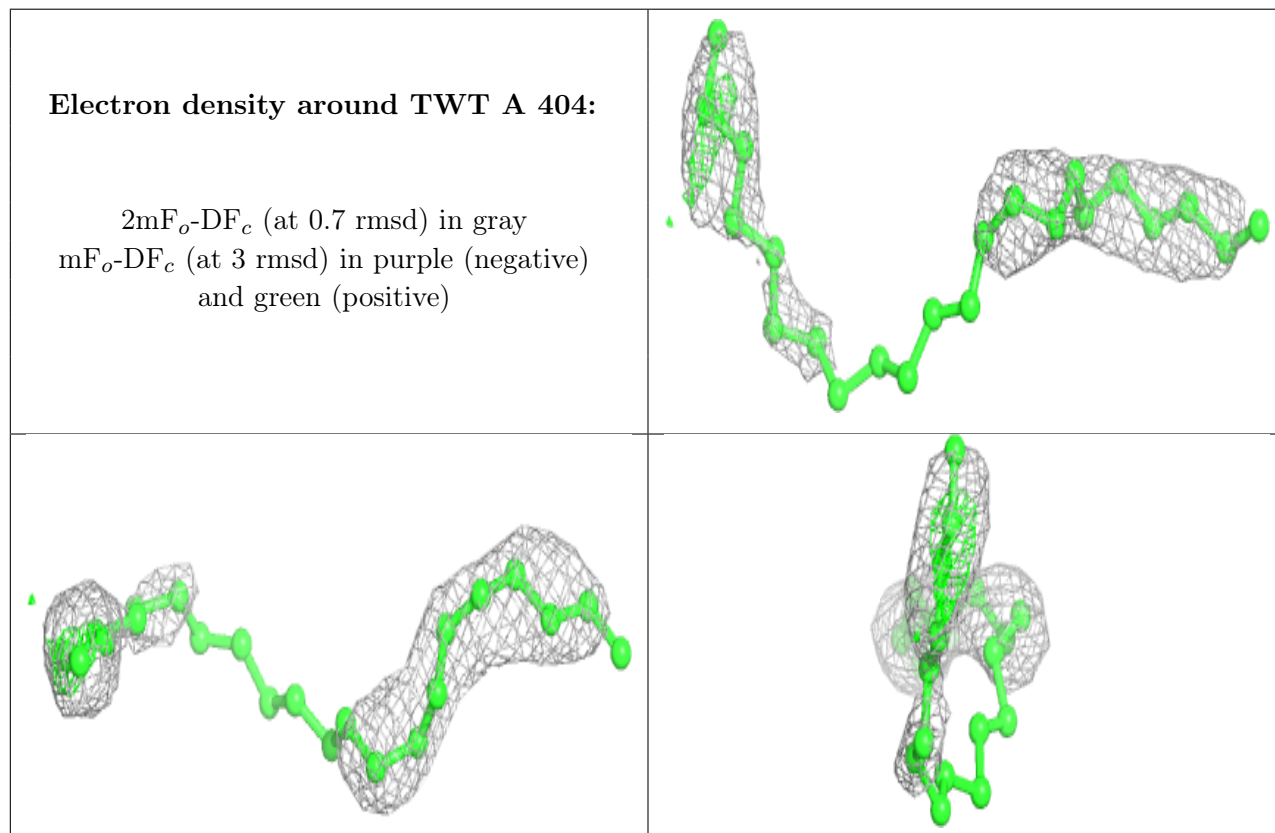 Electron density around TWT A 404:
2mFo-DFc (at 0.7 rmsd) in gray
mFo-DFc (at 3 rmsd) in purple (negative)
and green (positive)